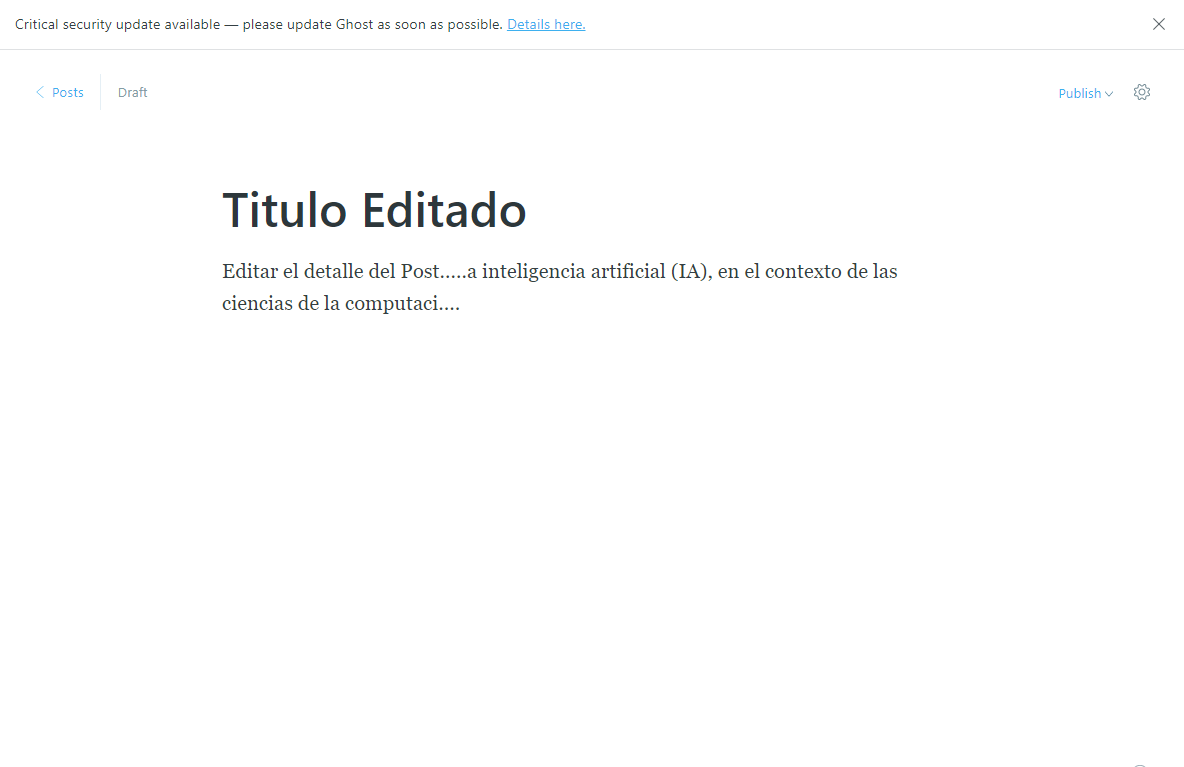 Critical security update available — please update Ghost as soon as possible. Details here.
Posts
Draft
Publish
Titulo Editado
Editar el detalle del Post.....a inteligencia artificial (IA), en el contexto de las
ciencias de la computaci....